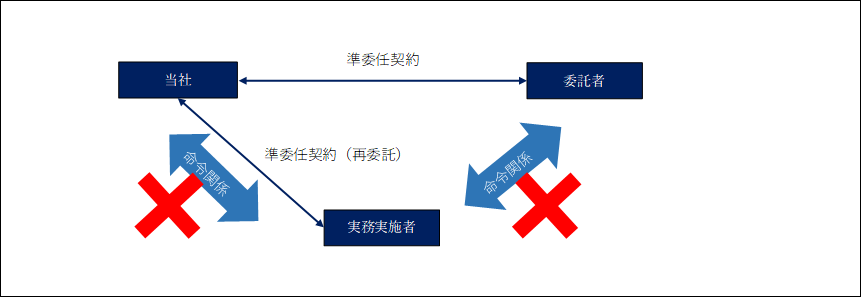 準委任契約
当社
委託者
準委任契約（再委託）
命令関係
命令関係
実務実施者